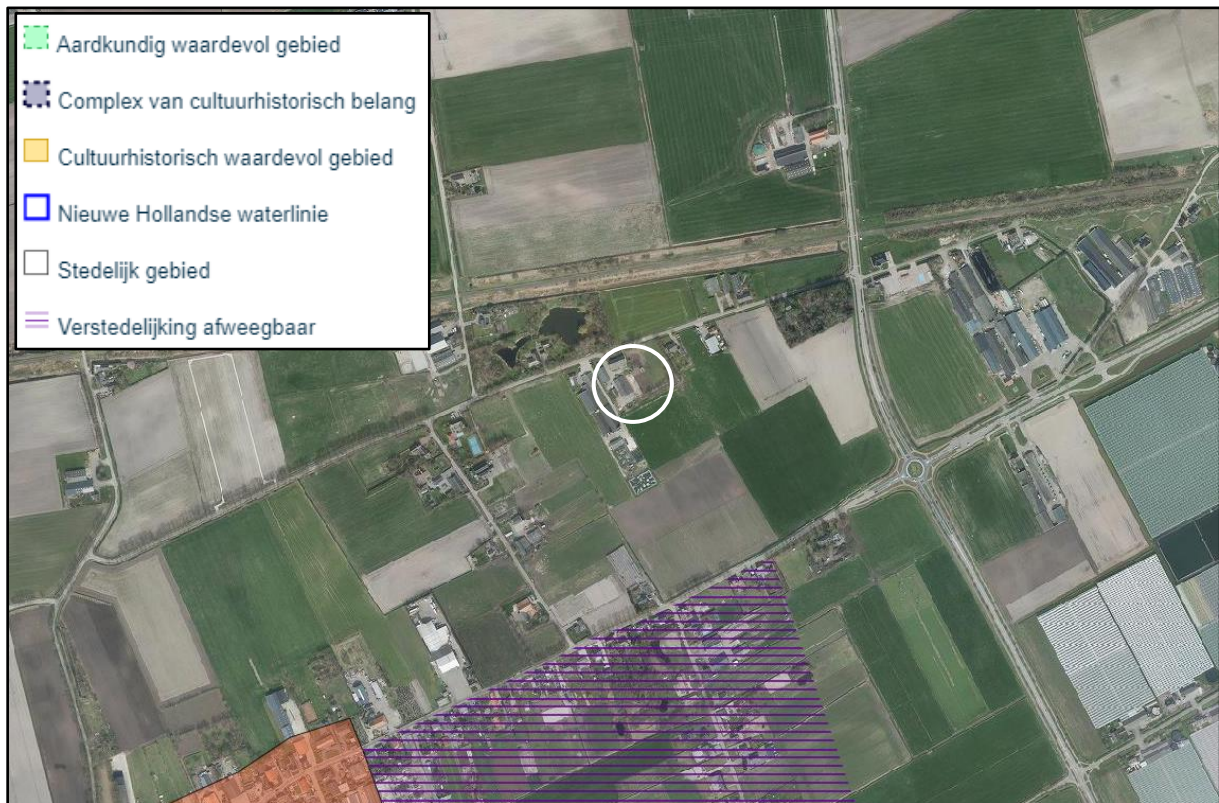 Aardkundig waardevol gebied
Complex van cultuurhistorisch belang
Cultuurhistorisch waardevol gebied
Nieuwe Hollandse waterlinie
Stedelijk gebied
Verstedelijking afweegbaar